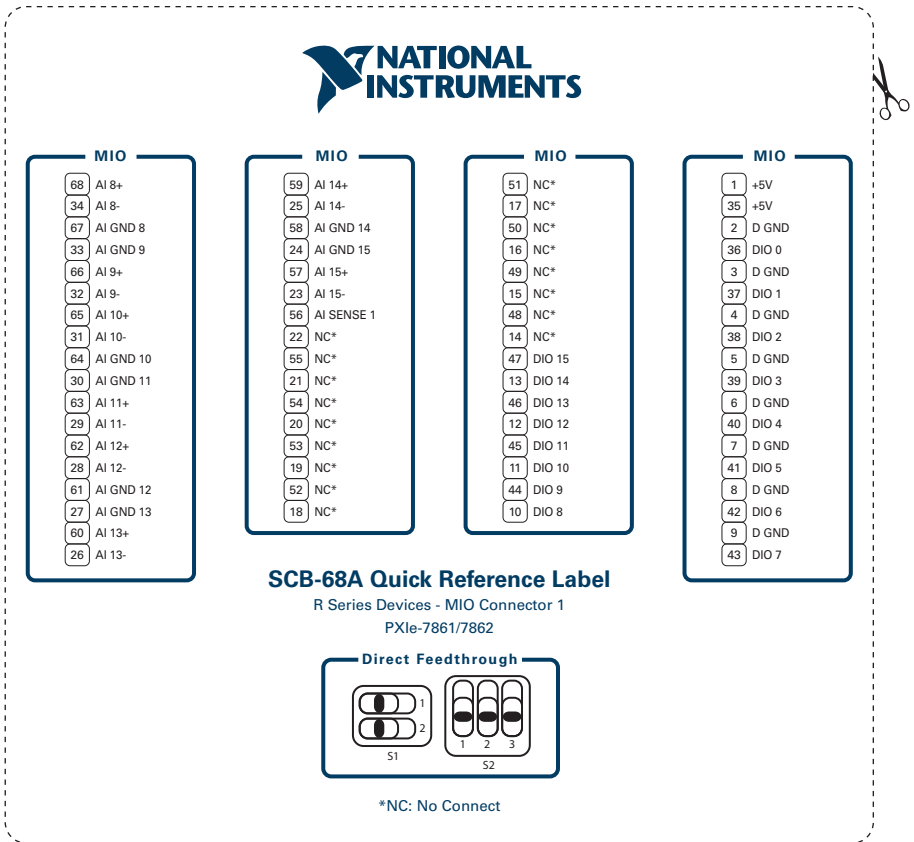 NATIONAL
INSTRUMENTS
MIO
68 AI 8+
34 AI 8-
67 AI GND 8
33 AI GND 9
66 AI 9+
32 AI 9-
65 AI 10+
31 AI 10-
64 AI GND 10
30 AI GND 11
63 AI 11+
29 AI 11-
62 AI 12+
28 AI 12-
61 AI GND 12
27 AI GND 13
60 AI 13+
26 AI 13-
MIO
59 AI 14+
25 AI 14-
58 AI GND 14
24 AI GND 15
57 AI 15+
23 AI 15-
56 AI SENSE 1
22 NC*
55 NC*
21 NC*
54 NC*
20 NC*
53 NC*
19 NC*
52 NC*
18 NC*
MIO
51 NC*
17 NC*
50 NC*
16 NC*
49 NC*
15 NC*
48 NC*
14 NC*
47 DIO 15
13 DIO 14
46 DIO 13
12 DIO 12
45 DIO 11
11 DIO 10
44 DIO 9
10 DIO 8
MIO
1 +5V
35 +5V
2 D GND
36 DIO 0
3 D GND
37 DIO 1
4 D GND
38 DIO 2
5 D GND
39 DIO 3
6 D GND
40 DIO 4
7 D GND
41 DIO 5
8 D GND
42 DIO 6
9 D GND
43 DIO 7
SCB-68A Quick Reference Label
R Series Devices - MIO Connector 1
PXIe-7861/7862
Direct Feedthrough
1
2
S1
1 2 3
S2
*NC: No Connect